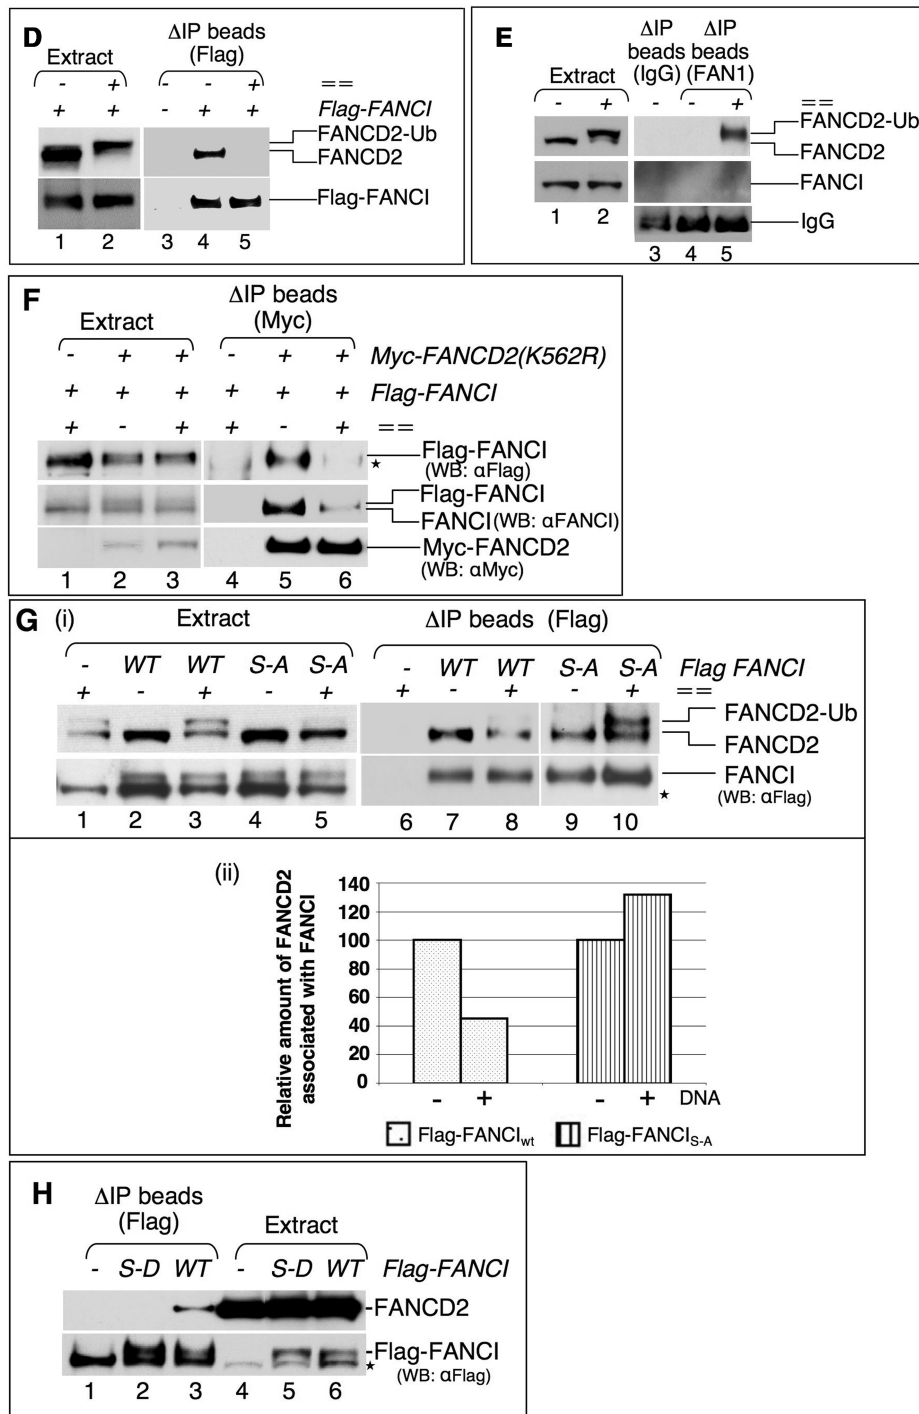 D
ΔIP beads
(Flag)
Extract
- + - - + ==
+ + - + + Flag-FANCI
FANCD2-Ub
FANCD2
Flag-FANCI
1 2 3 4 5
E
ΔIP beads (IgG)
ΔIP beads (FAN1)
Extract
- + - - + ==
FANCD2-Ub
FANCD2
FANCI
IgG
1 2 3 4 5
F
ΔIP beads
(Myc)
Extract
- + + - + + Myc-FANCD2(K562R)
+ + + + + + Flag-FANCI
+ - + + - + ==
Flag-FANCI
★ (WB: αFlag)
Flag-FANCI
FANCI (WB: αFANCI)
Myc-FANCD2
(WB: αMyc)
1 2 3 4 5 6
G (i) Extract ΔIP beads (Flag)
- WT WT S-A S-A - WT WT S-A S-A Flag FANCI
+ - + - + + - + - + ==
FANCD2-Ub
FANCD2
FANCI
★ (WB: αFlag)
1 2 3 4 5 6 7 8 9 10
(ii)
Relative amount of FANCD2
associated with FANCI
140
120
100
80
60
40
20
0
- + - + DNA
Flag-FANCIwt Flag-FANCIS-A
H
ΔIP beads
(Flag)
Extract
- S-D WT - S-D WT Flag-FANCI
-FANCD2
-Flag-FANCI
★ (WB: αFlag)
1 2 3 4 5 6